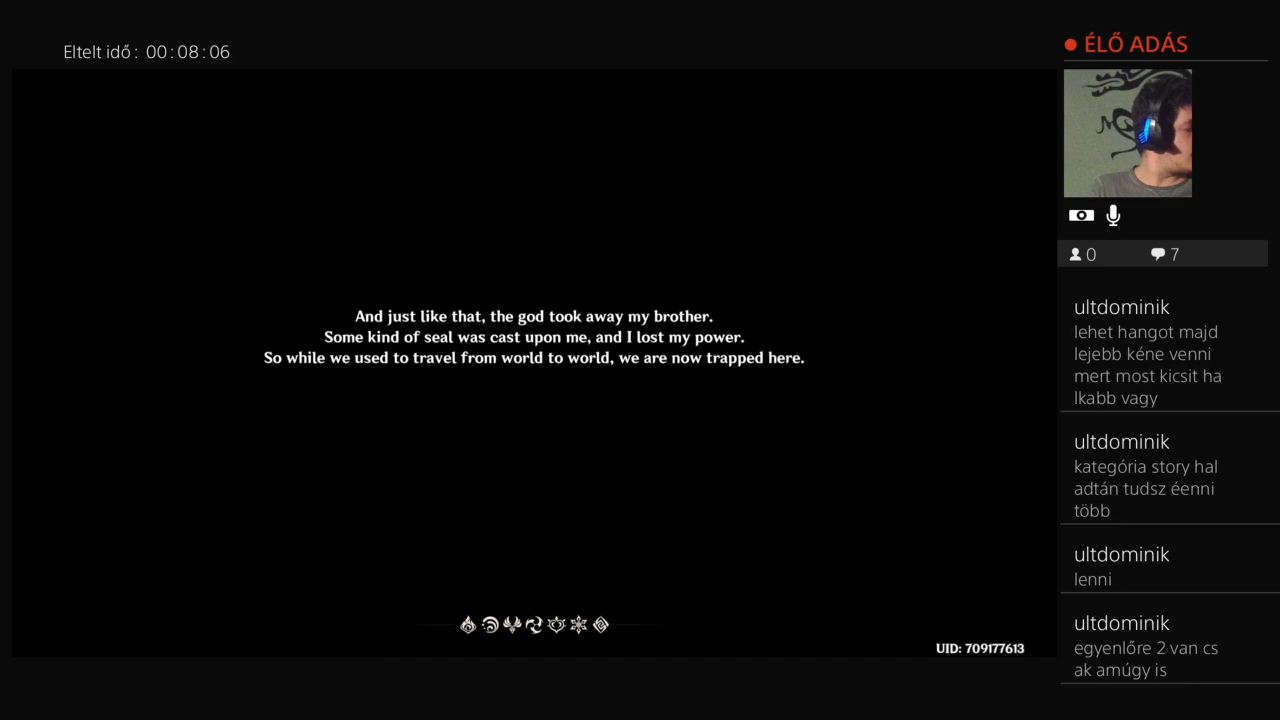 Eltelt idő : 00:08:06
And just like that, the god took away my brother.
Some kind of seal was cast upon me, and I lost my power.
So while we used to travel from world to world, we are now trapped here.
UID: 709177613
ÉLŐ ADÁS
0 7
ultdominik
lehet hangot majd
lejebb kéne venni
mert most kicsit ha
lkabb vagy
ultdominik
kategória story hal
adtán tudsz éenni
több
ultdominik
lenni
ultdominik
egyenlőre 2 van cs
ak amúgy is